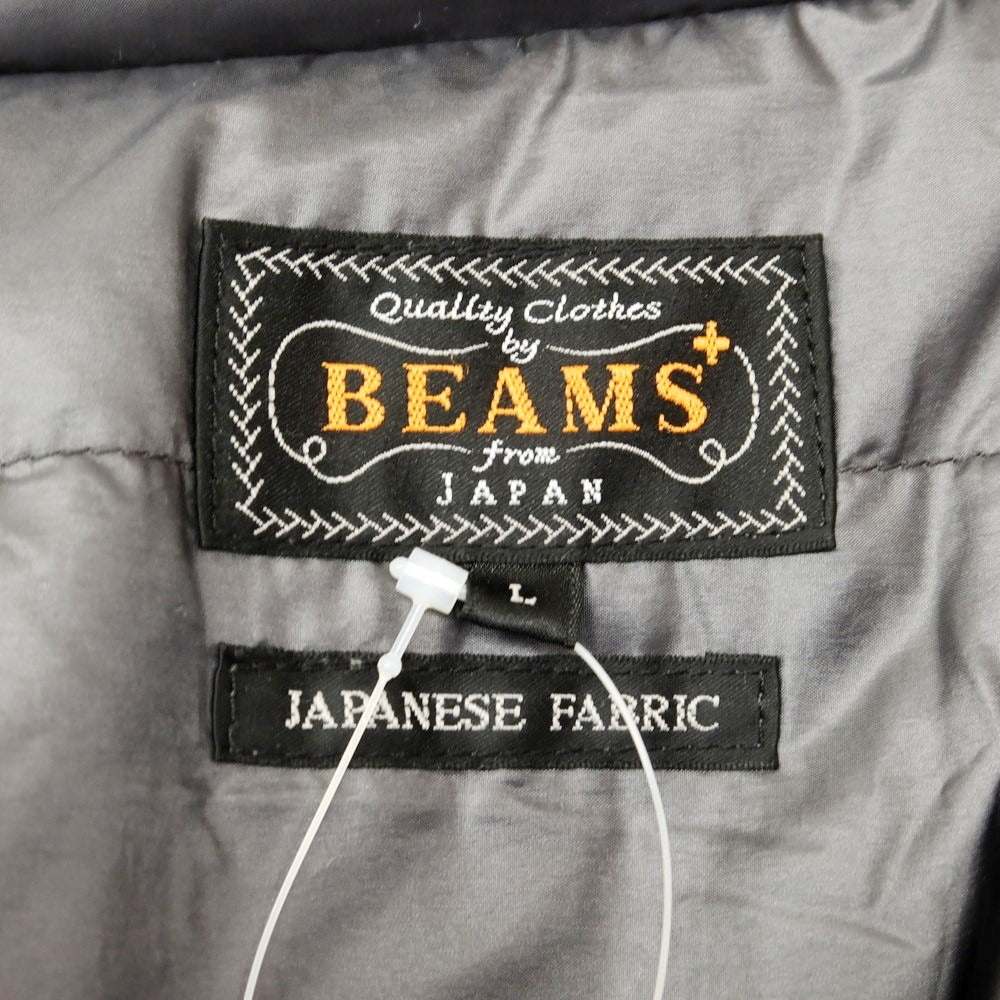 Quality Clothes
by
BEAMS+
from
JAPAN
L
JAPANESE FABRIC